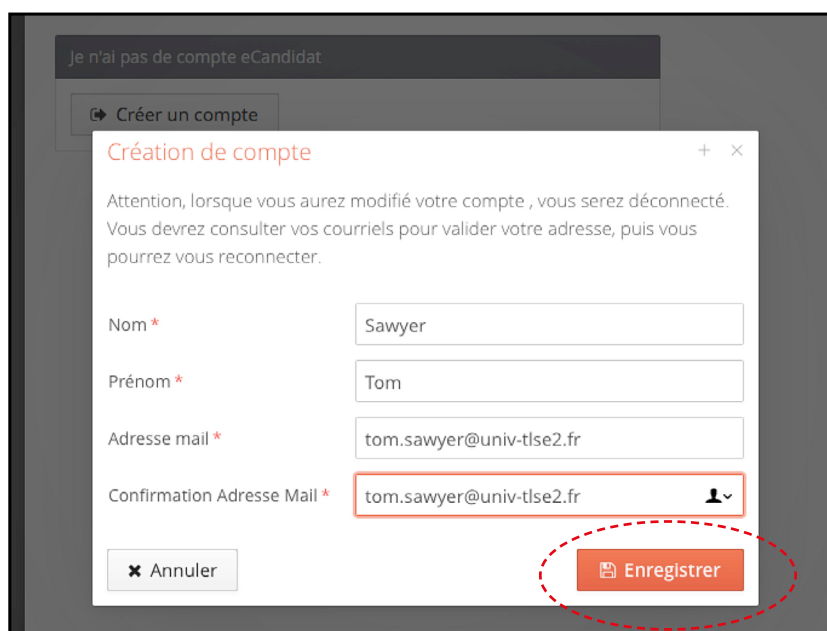 Je n'ai pas de compte eCandidat
Créer un compte
Création de compte
Attention, lorsque vous aurez modifié votre compte , vous serez déconnecté.
Vous devrez consulter vos courriels pour valider votre adresse, puis vous
pourrez vous reconnecter.
Nom * Sawyer
Prénom * Tom
Adresse mail * tom.sawyer@univ-tlse2.fr
Confirmation Adresse Mail * tom.sawyer@univ-tlse2.fr
Annuler Enregistrer